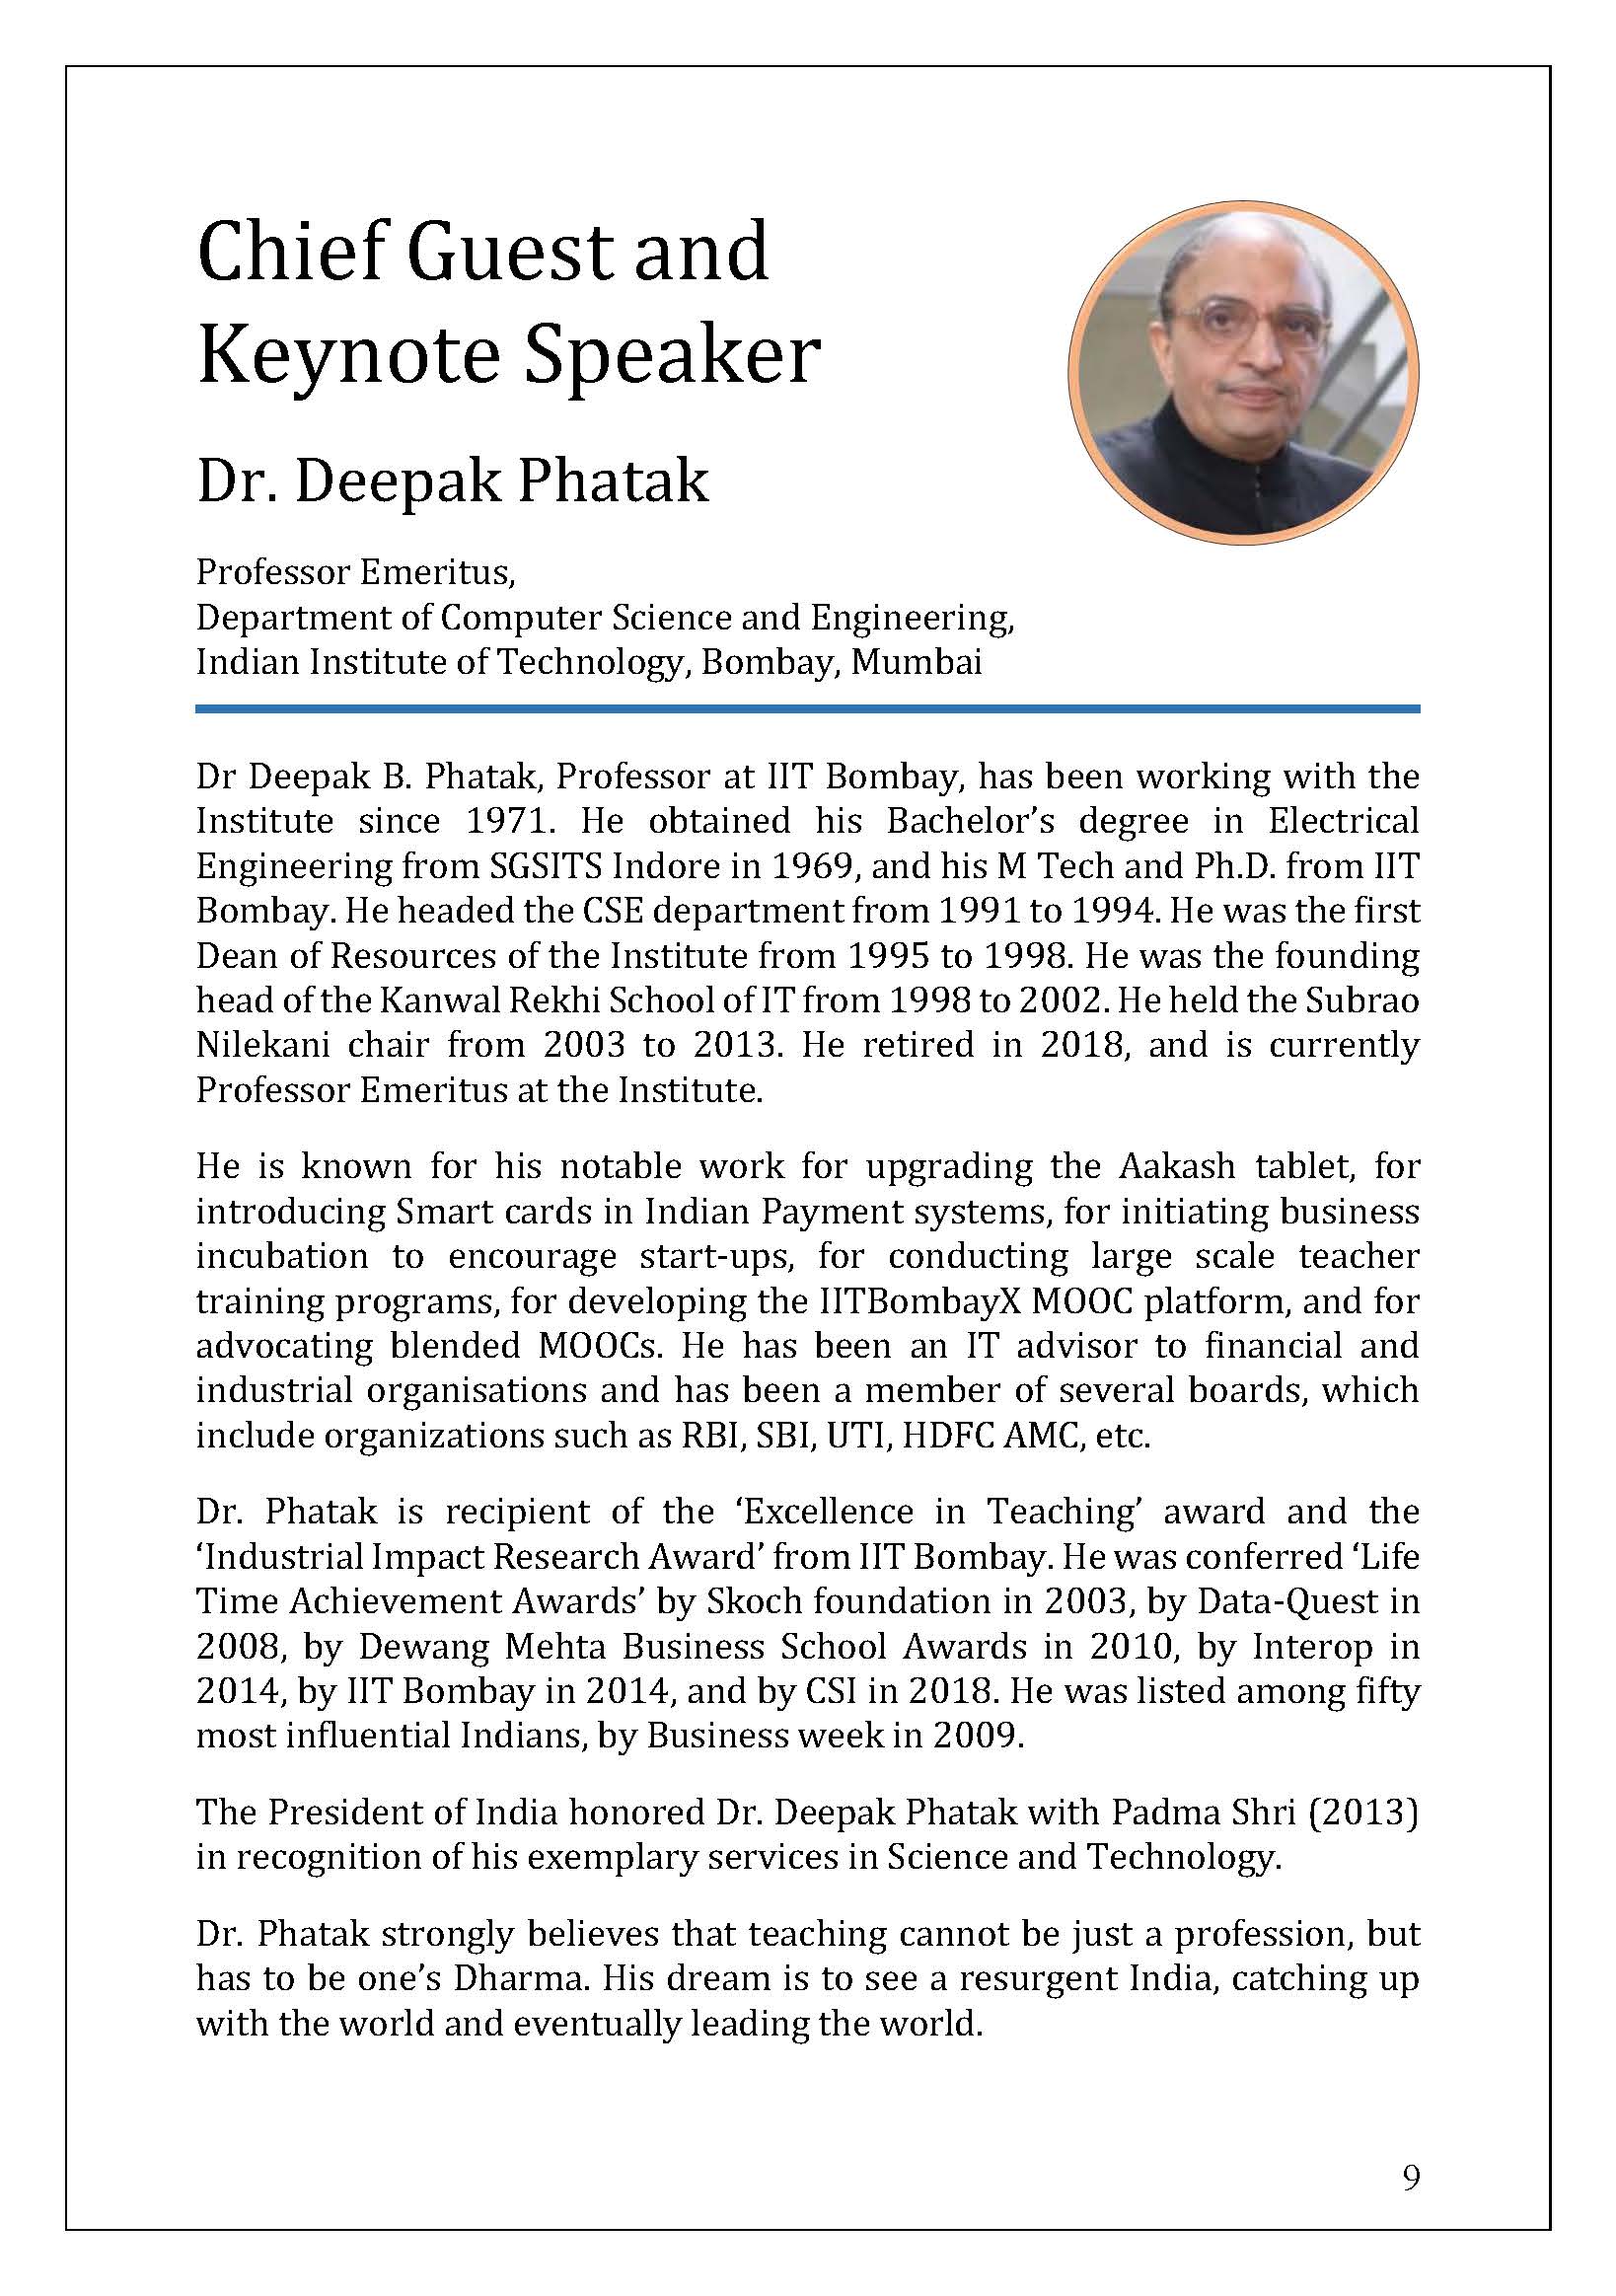 Chief Guest and
Keynote Speaker
Dr. Deepak Phatak
Professor Emeritus,
Department of Computer Science and Engineering,
Indian Institute of Technology, Bombay, Mumbai
Dr Deepak B. Phatak, Professor at IIT Bombay, has been working with the
Institute since 1971. He obtained his Bachelor’s degree in Electrical
Engineering from SGSITS Indore in 1969, and his M Tech and Ph.D. from IIT
Bombay. He headed the CSE department from 1991 to 1994. He was the first
Dean of Resources of the Institute from 1995 to 1998. He was the founding
head of the Kanwal Rekhi School of IT from 1998 to 2002. He held the Subrao
Nilekani chair from 2003 to 2013. He retired in 2018, and is currently
Professor Emeritus at the Institute.
He is known for his notable work for upgrading the Aakash tablet, for
introducing Smart cards in Indian Payment systems, for initiating business
incubation to encourage start-ups, for conducting large scale teacher
training programs, for developing the IITBombayX MOOC platform, and for
advocating blended MOOCs. He has been an IT advisor to financial and
industrial organisations and has been a member of several boards, which
include organizations such as RBI, SBI, UTI, HDFC AMC, etc.
Dr. Phatak is recipient of the ‘Excellence in Teaching’ award and the
‘Industrial Impact Research Award’ from IIT Bombay. He was conferred ‘Life
Time Achievement Awards’ by Skoch foundation in 2003, by Data-Quest in
2008, by Dewang Mehta Business School Awards in 2010, by Interop in
2014, by IIT Bombay in 2014, and by CSI in 2018. He was listed among fifty
most influential Indians, by Business week in 2009.
The President of India honored Dr. Deepak Phatak with Padma Shri (2013)
in recognition of his exemplary services in Science and Technology.
Dr. Phatak strongly believes that teaching cannot be just a profession, but
has to be one’s Dharma. His dream is to see a resurgent India, catching up
with the world and eventually leading the world.
9